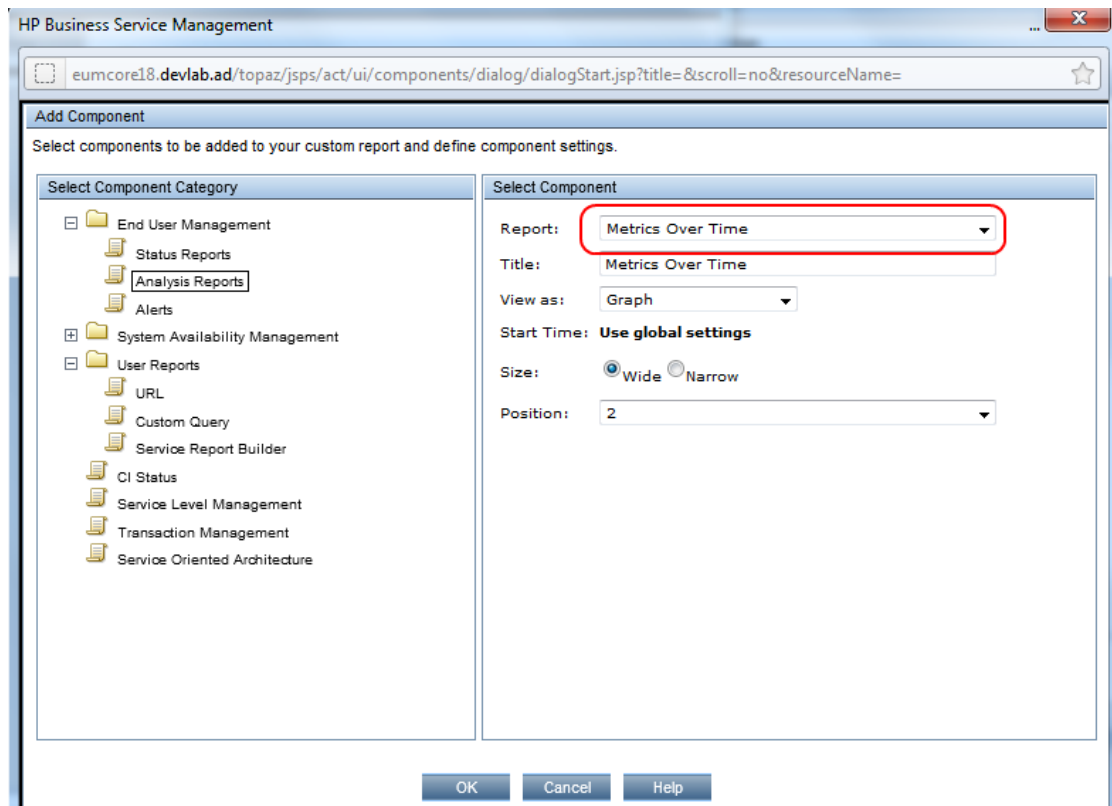 HP Business Service Management
...
eumcore18.devlab.ad/topaz/jsps/act/ui/components/dialog/dialogStart.jsp?title=&scroll=no&resourceName=
Add Component
Select components to be added to your custom report and define component settings.
Select Component Category
End User Management
Status Reports
Analysis Reports
Alerts
System Availability Management
User Reports
URL
Custom Query
Service Report Builder
CI Status
Service Level Management
Transaction Management
Service Oriented Architecture
Select Component
Report: Metrics Over Time
Title: Metrics Over Time
View as: Graph
Start Time: Use global settings
Size: Wide Narrow
Position: 2
OK Cancel Help